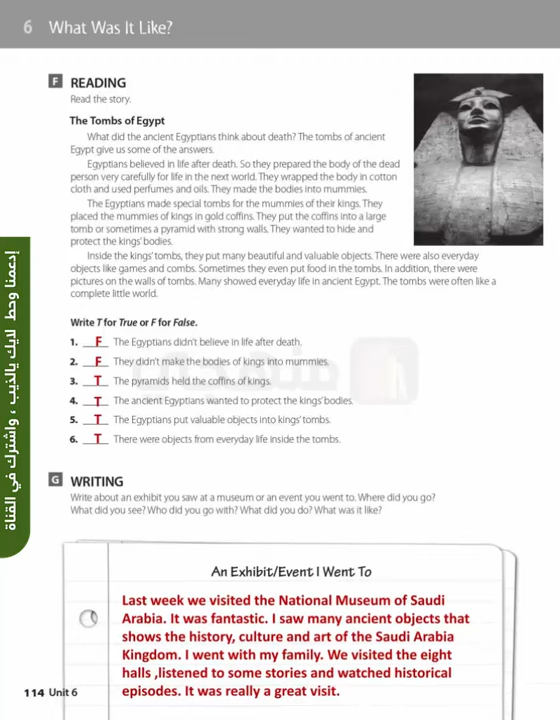 6 What Was It Like?
F READING
Read the story.
The Tombs of Egypt
What did the ancient Egyptians think about death? The tombs of ancient
Egypt give us some of the answers.
Egyptians believed in life after death. So they prepared the body of the dead
person very carefully for life in the next world. They wrapped the body in cotton
cloth and used perfumes and oils. They made the bodies into mummies.
The Egyptians made special tombs for the mummies of their kings. They
placed the mummies of kings in gold coffins. They put the coffins into a large
tomb or sometimes a pyramid with strong walls. They wanted to hide and
protect the kings' bodies.
Inside the kings' tombs, they put many beautiful and valuable objects. There were also everyday
objects like games and combs. Sometimes they even put food in the tombs. In addition, there were
pictures on the walls of tombs. Many showed everyday life in ancient Egypt. The tombs were often like a
complete little world.
Write T for True or F for False.
1. F The Egyptians didn't believe in life after death.
2. F They didn't make the bodies of kings into mummies.
3. T The pyramids held the coffins of kings.
4. T The ancient Egyptians wanted to protect the kings' bodies.
5. T The Egyptians put valuable objects into kings' tombs.
6. T There were objects from everyday life inside the tombs.
G WRITING
Write about an exhibit you saw at a museum or an event you went to. Where did you go?
What did you see? Who did you go with? What did you do? What was it like?
An Exhibit/Event I Went To
Last week we visited the National Museum of Saudi
Arabia. It was fantastic. I saw many ancient objects that
shows the history, culture and art of the Saudi Arabia
Kingdom. I went with my family. We visited the eight
halls ,listened to some stories and watched historical
episodes. It was really a great visit.
114 Unit 6
إدعمنا وحط لايك يالذيب ، واشترك في القناة